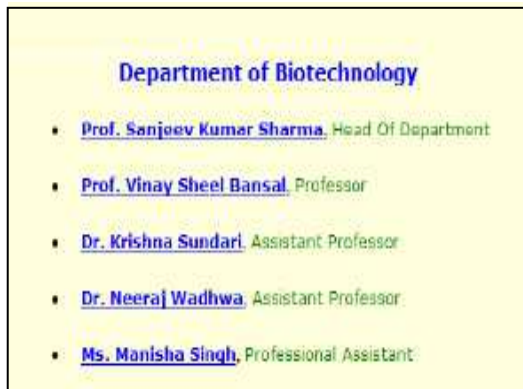 Department of Biotechnology
• Prof. Sanjeev Kumar Sharma, Head Of Department
• Prof. Vinay Sheel Bansal, Professor
• Dr. Krishna Sundari, Assistant Professor
• Dr. Neeraj Wadhwa, Assistant Professor
• Ms. Manisha Singh, Professional Assistant